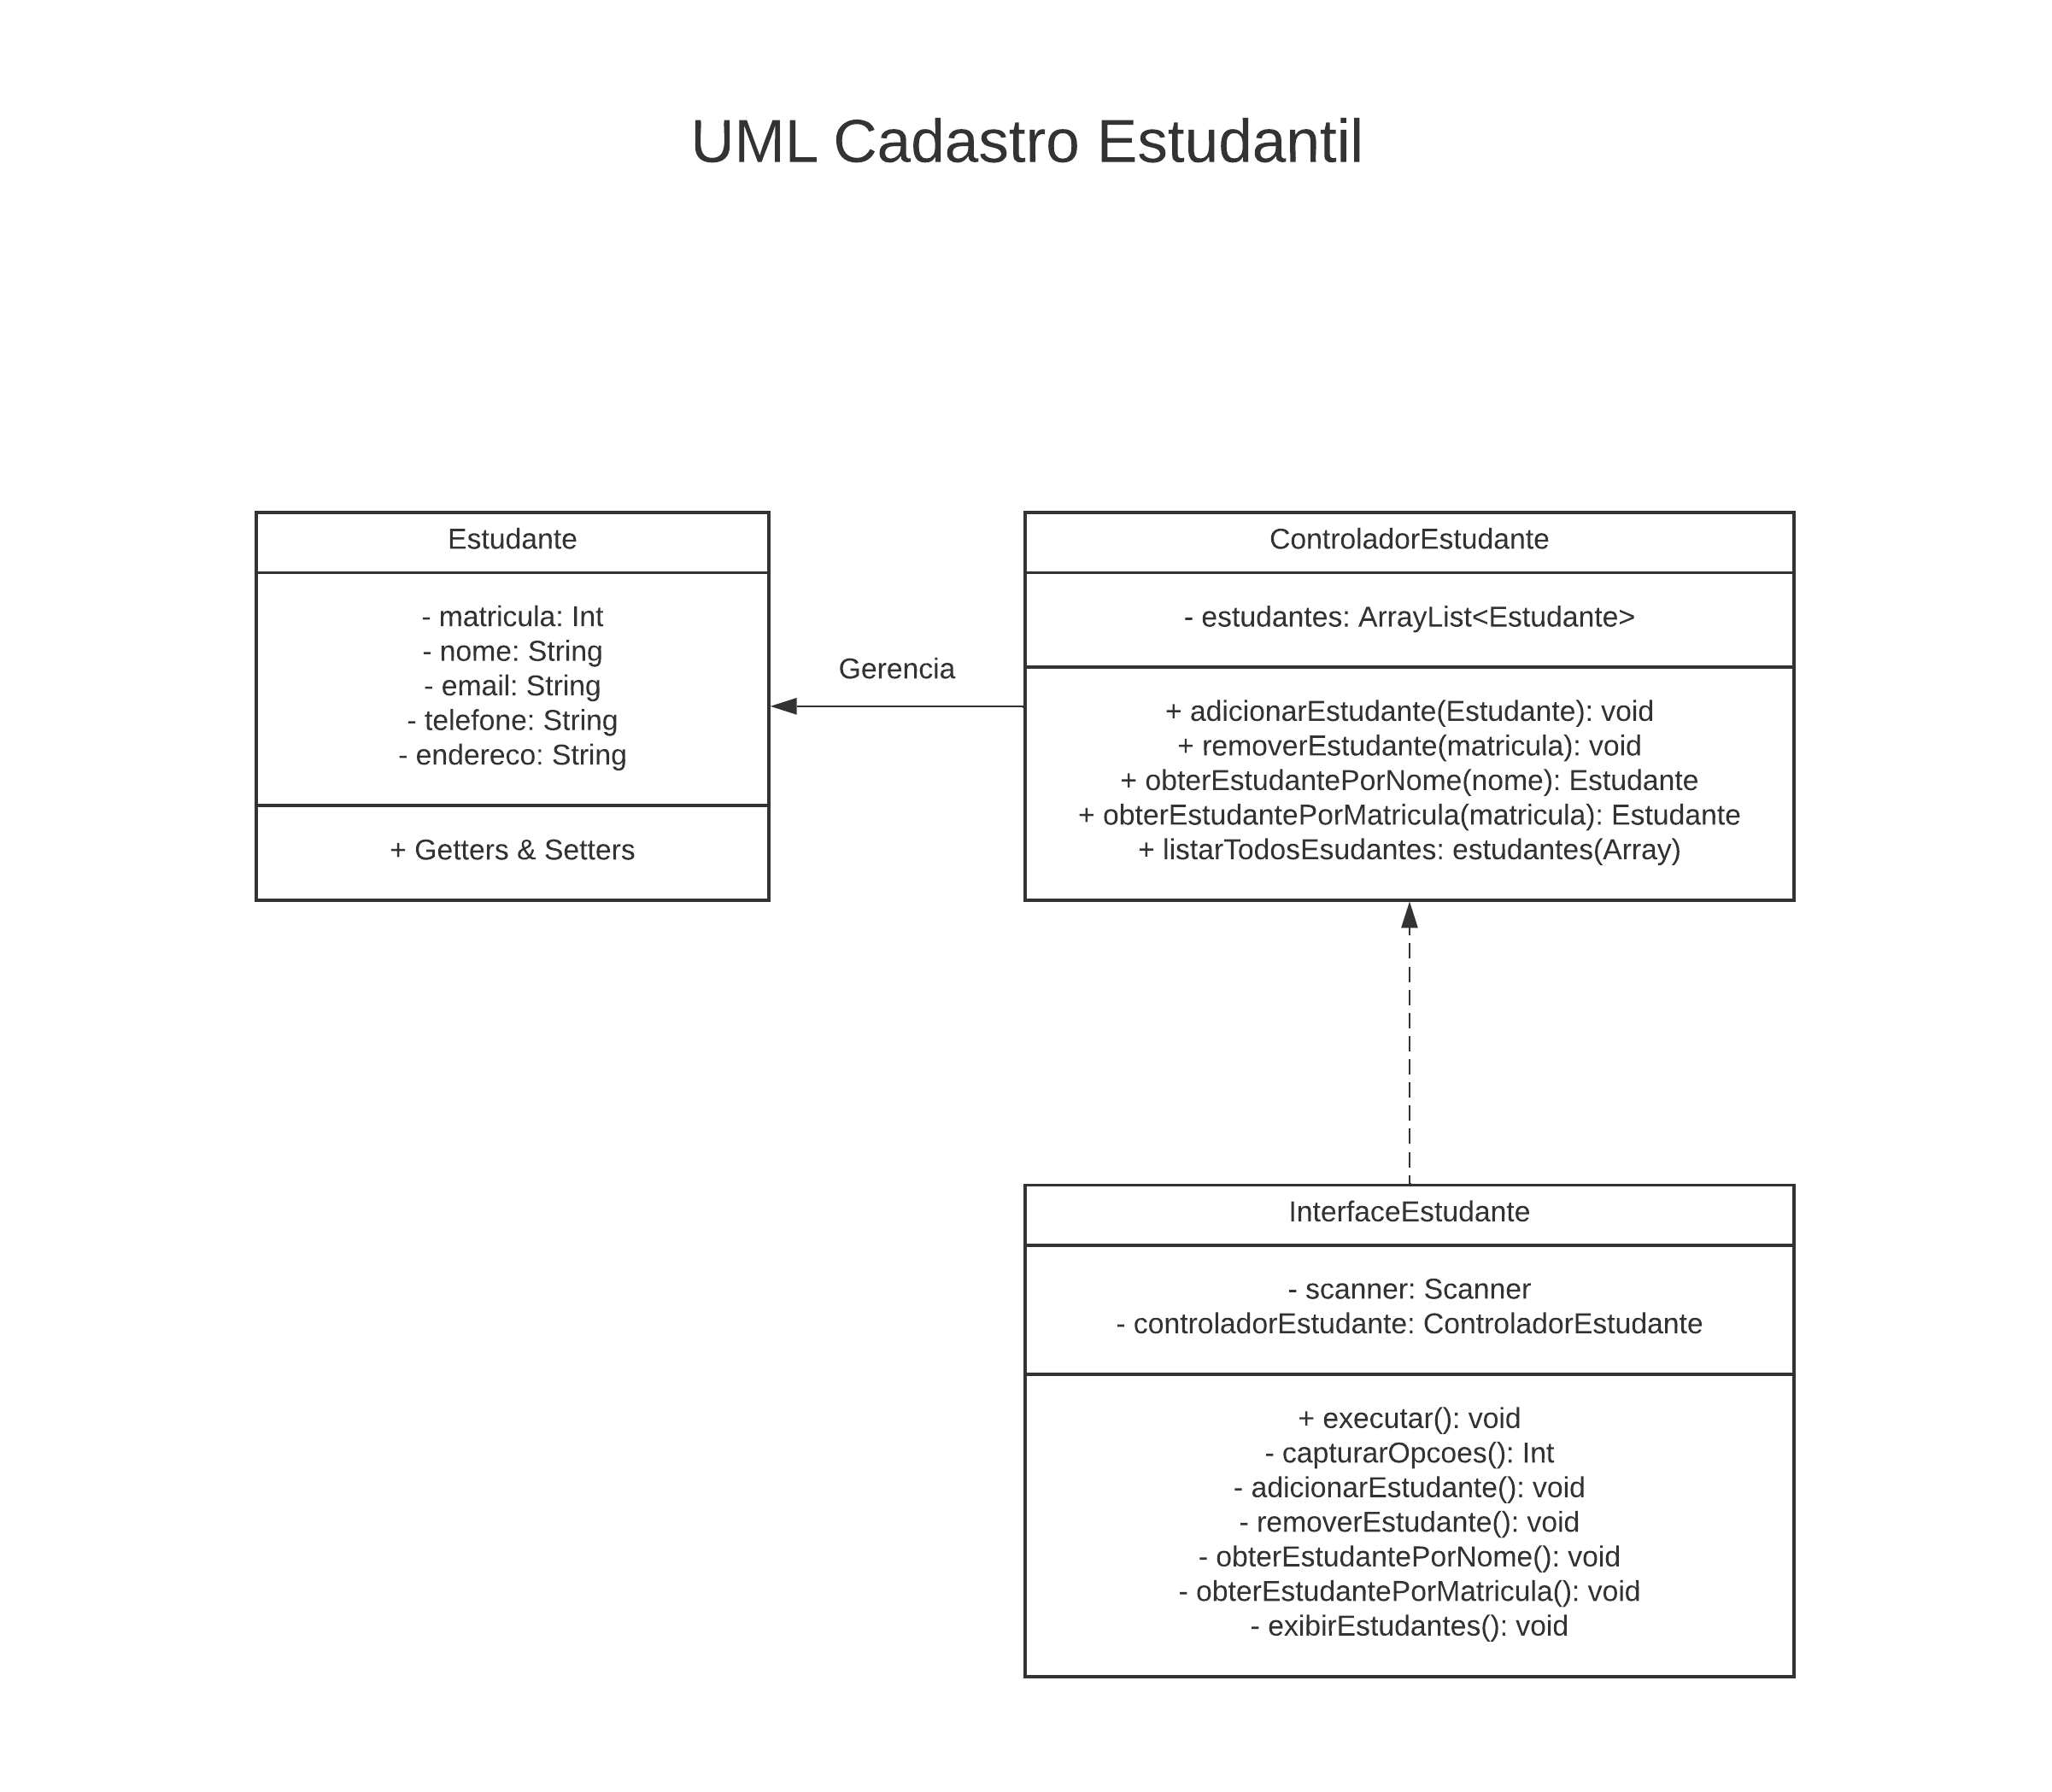 UML Cadastro Estudantil
Estudante
- matricula: Int
- nome: String
- email: String
- telefone: String
- endereco: String
+ Getters & Setters
Gerencia
ControladorEstudante
- estudantes: ArrayList<Estudante>
+ adicionarEstudante(Estudante): void
+ removerEstudante(matricula): void
+ obterEstudantePorNome(nome): Estudante
+ obterEstudantePorMatricula(matricula): Estudante
+ listarTodosEsudantes: estudantes(Array)
InterfaceEstudante
- scanner: Scanner
- controladorEstudante: ControladorEstudante
+ executar(): void
- capturarOpcoes(): Int
- adicionarEstudante(): void
- removerEstudante(): void
- obterEstudantePorNome(): void
- obterEstudantePorMatricula(): void
- exibirEstudantes(): void